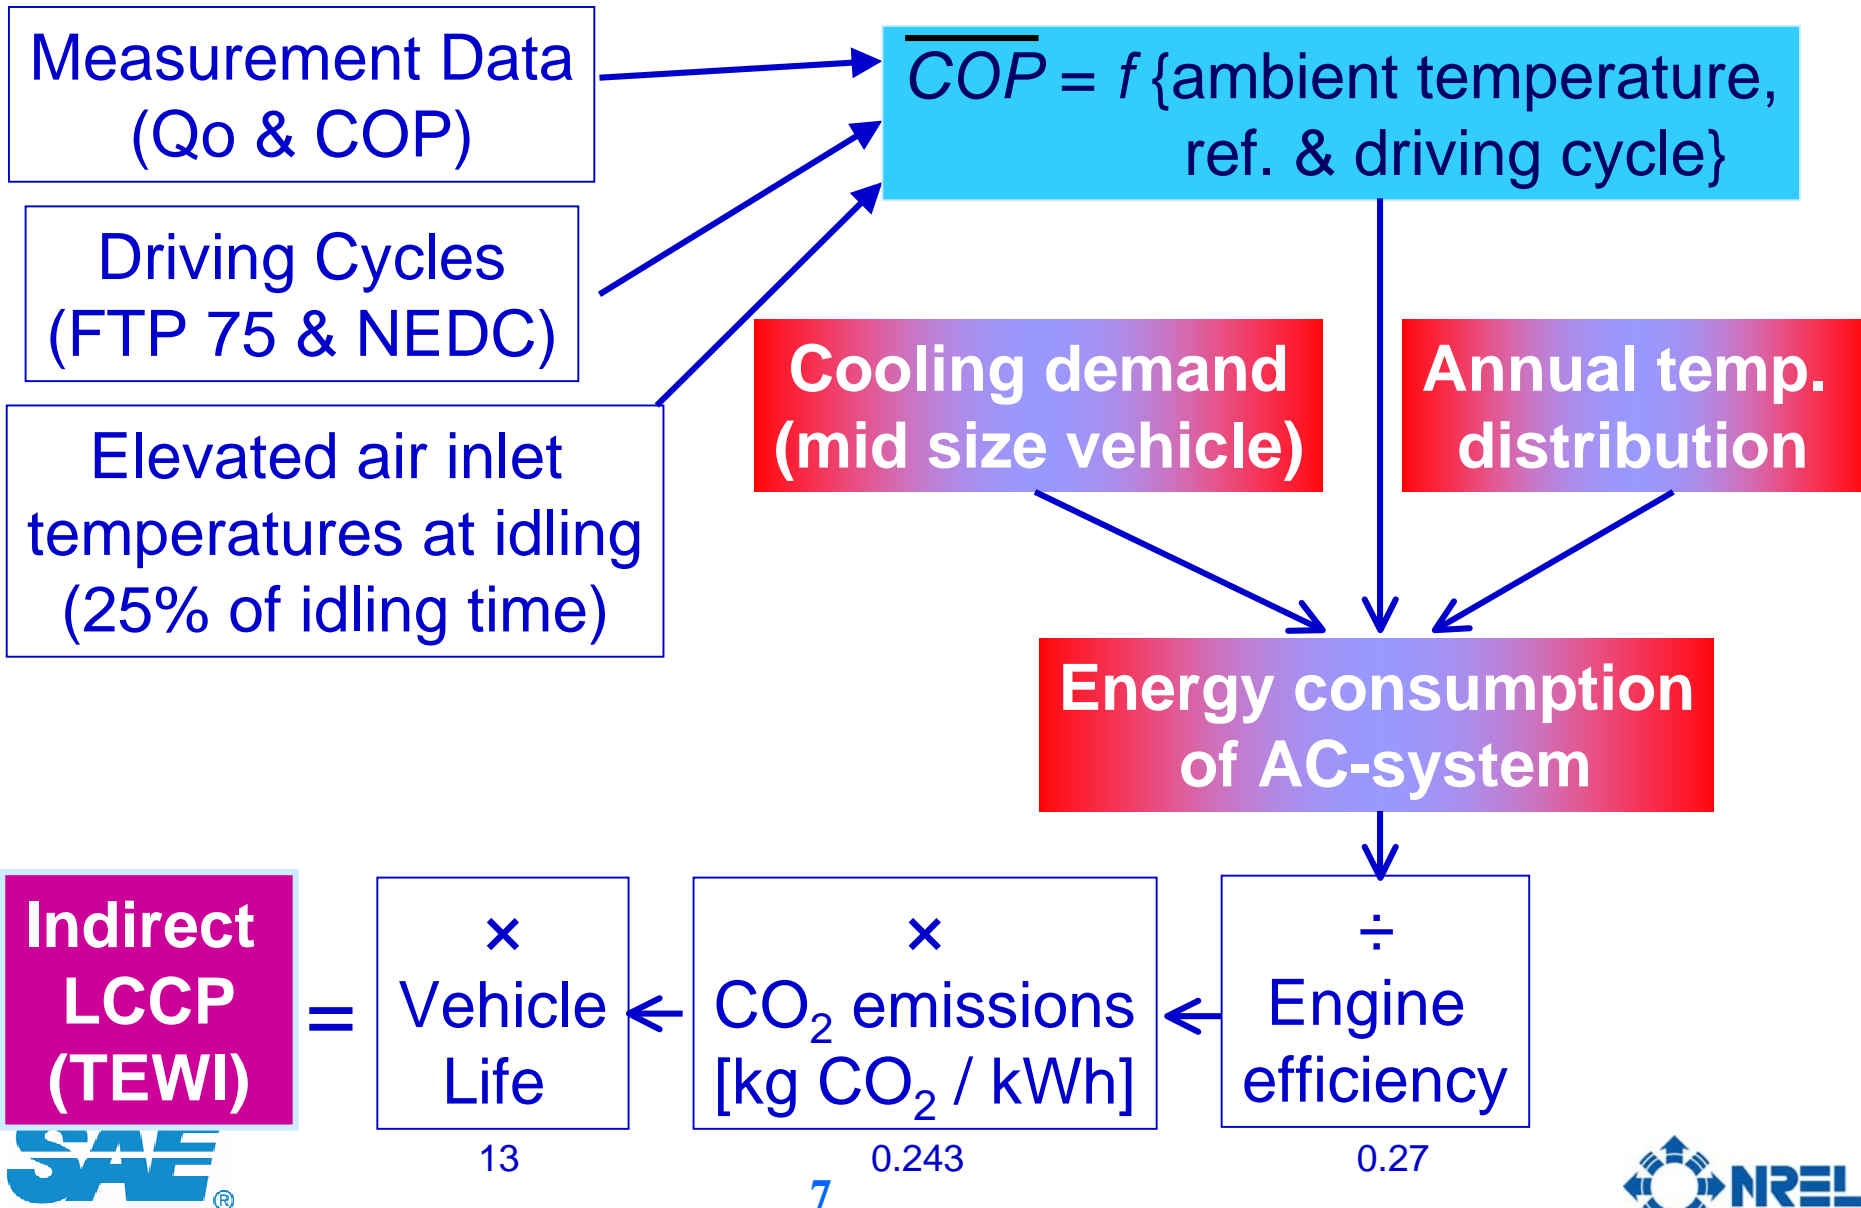 Measurement Data
(Qo & COP)
COP = f {ambient temperature,
ref. & driving cycle}
Driving Cycles
(FTP 75 & NEDC)
Elevated air inlet
temperatures at idling
(25% of idling time)
Cooling demand
(mid size vehicle)
Annual temp.
distribution
Energy consumption
of AC-system
Indirect
LCCP
(TEWI)
=
×
Vehicle
Life
13
×
CO₂ emissions
[kg CO₂ / kWh]
0.243
÷
Engine
efficiency
0.27
SAE®
7
NREL